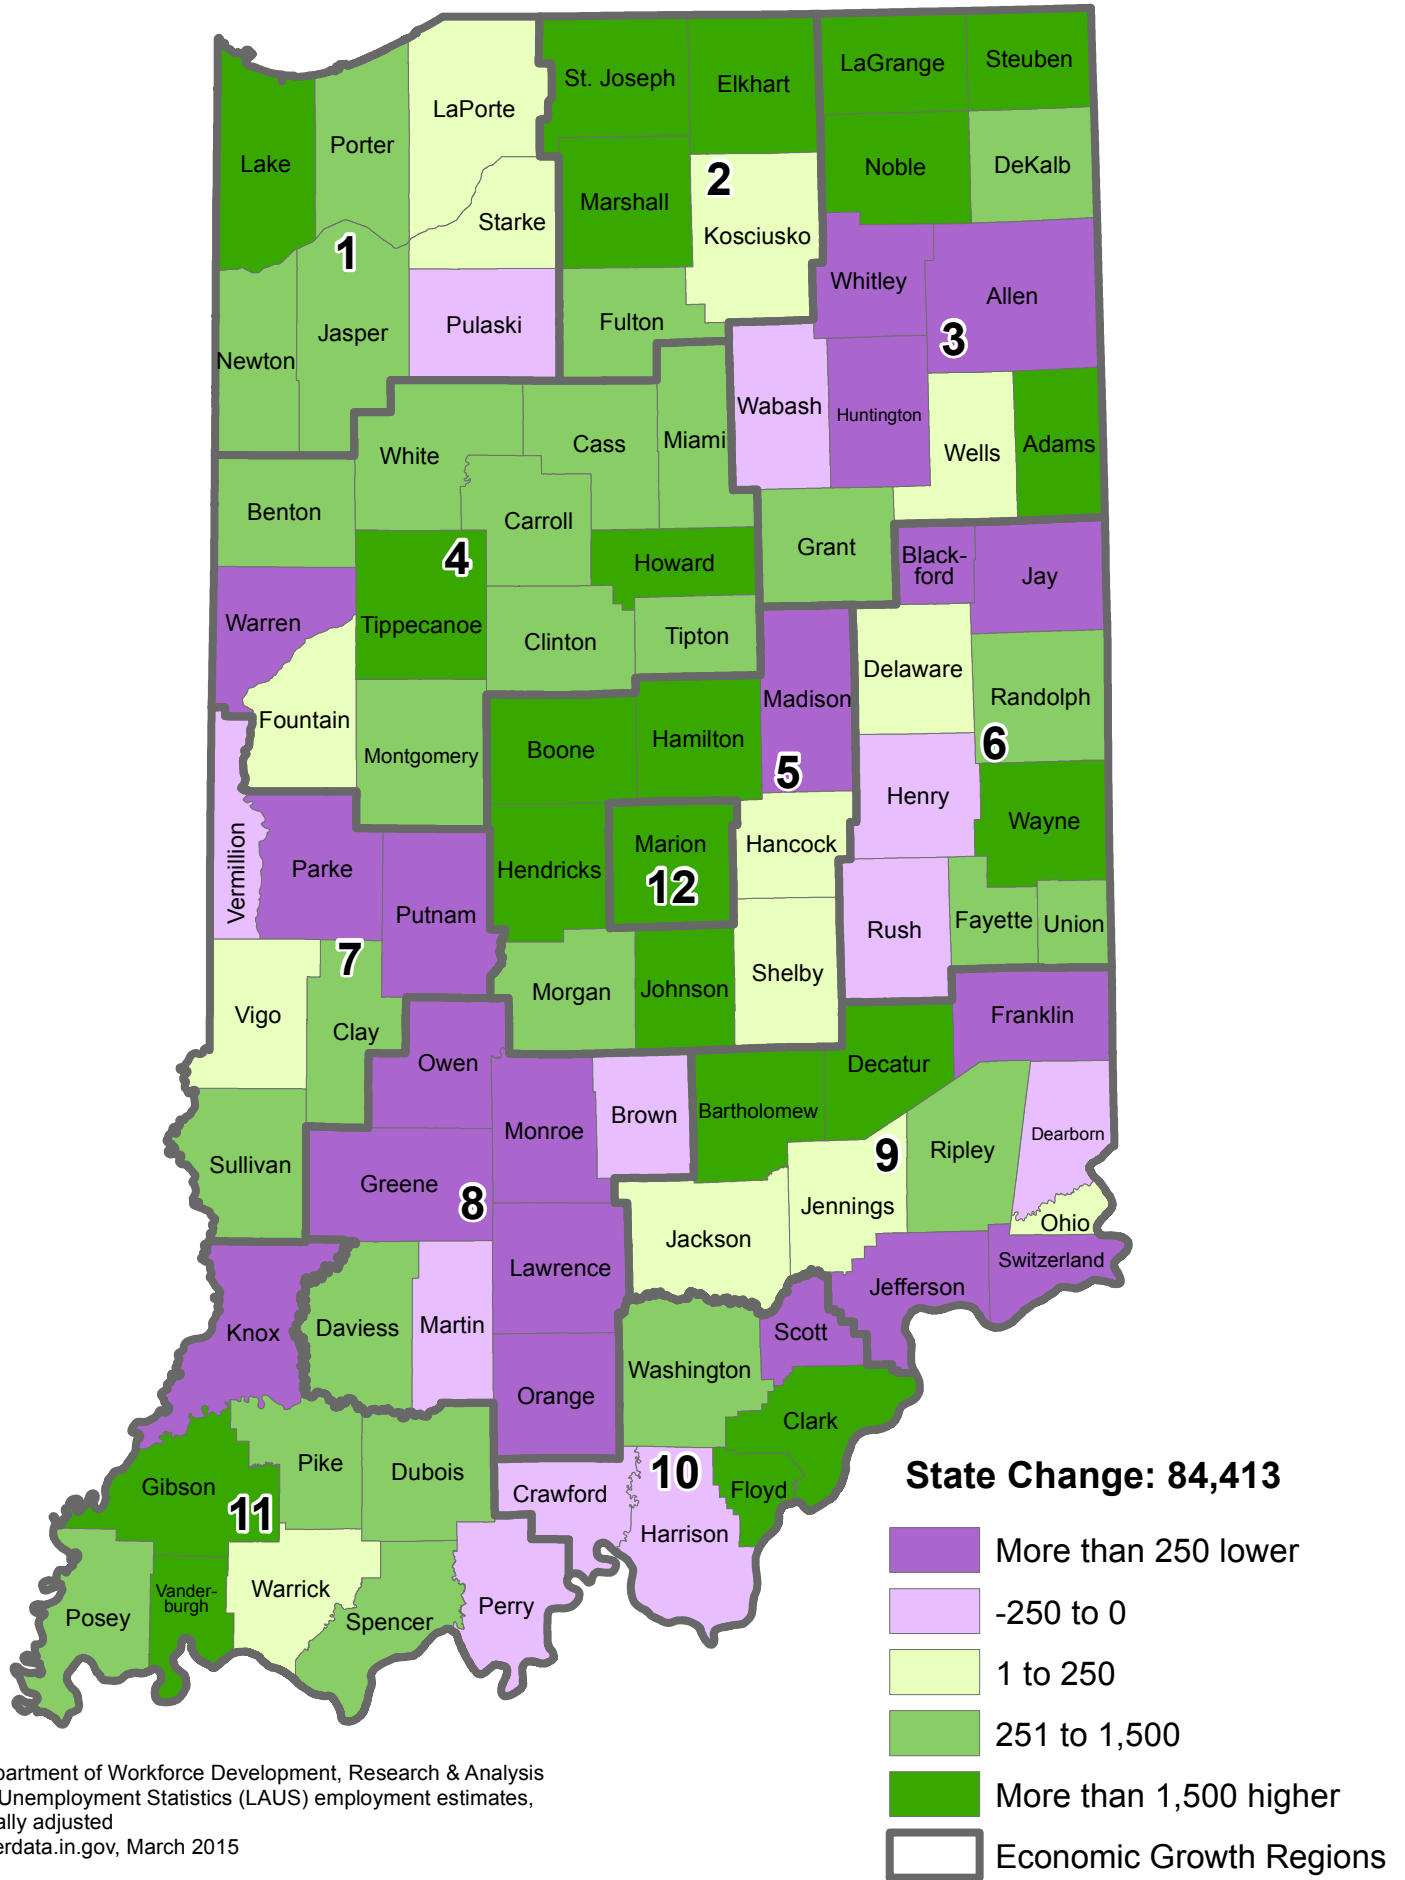 St. Joseph
Elkhart
LaGrange
Steuben
LaPorte
Porter
Lake
Noble
DeKalb
2
Marshall
Starke
Kosciusko
1
Whitley
Allen
Jasper
Pulaski
Fulton
3
Newton
Wabash
Huntington
White
Cass
Miami
Wells
Adams
Benton
Carroll
Grant
4
Howard
Black-
ford
Jay
Warren
Tippecanoe
Clinton
Tipton
Delaware
Randolph
Madison
Fountain
Montgomery
Boone
Hamilton
6
5
Henry
Wayne
Vermillion
Parke
Hendricks
Marion
12
Hancock
Putnam
Rush
Fayette
Union
7
Vigo
Clay
Morgan
Johnson
Shelby
Franklin
Owen
Decatur
Monroe
Brown
Bartholomew
Dearborn
Sullivan
Greene
8
9
Ripley
Jennings
Ohio
Jackson
Lawrence
Switzerland
Jefferson
Knox
Daviess
Martin
Scott
Washington
Orange
Clark
Pike
Dubois
Gibson
11
Crawford
10
Floyd
Harrison
Warrick
Vander-
burgh
Posey
Spencer
Perry
State Change: 84,413
More than 250 lower
-250 to 0
1 to 250
251 to 1,500
More than 1,500 higher
Economic Growth Regions
partment of Workforce Development, Research & Analysis
Unemployment Statistics (LAUS) employment estimates,
ally adjusted
erdata.in.gov, March 2015